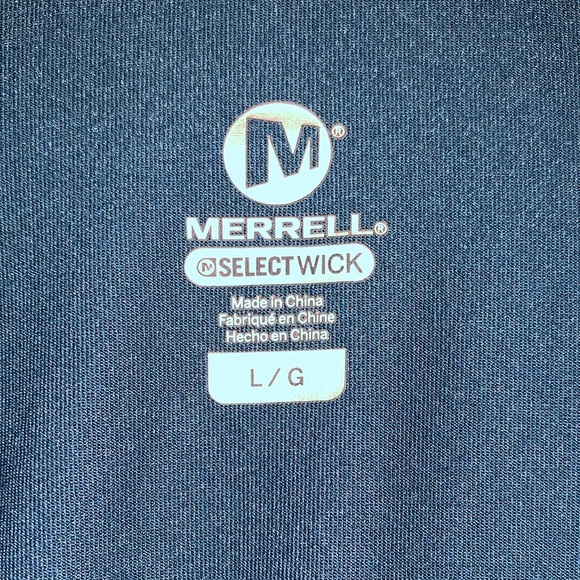 M®
MERRELL®
M SELECT WICK
Made in China
Fabriqué en Chine
Hecho en China
L / G